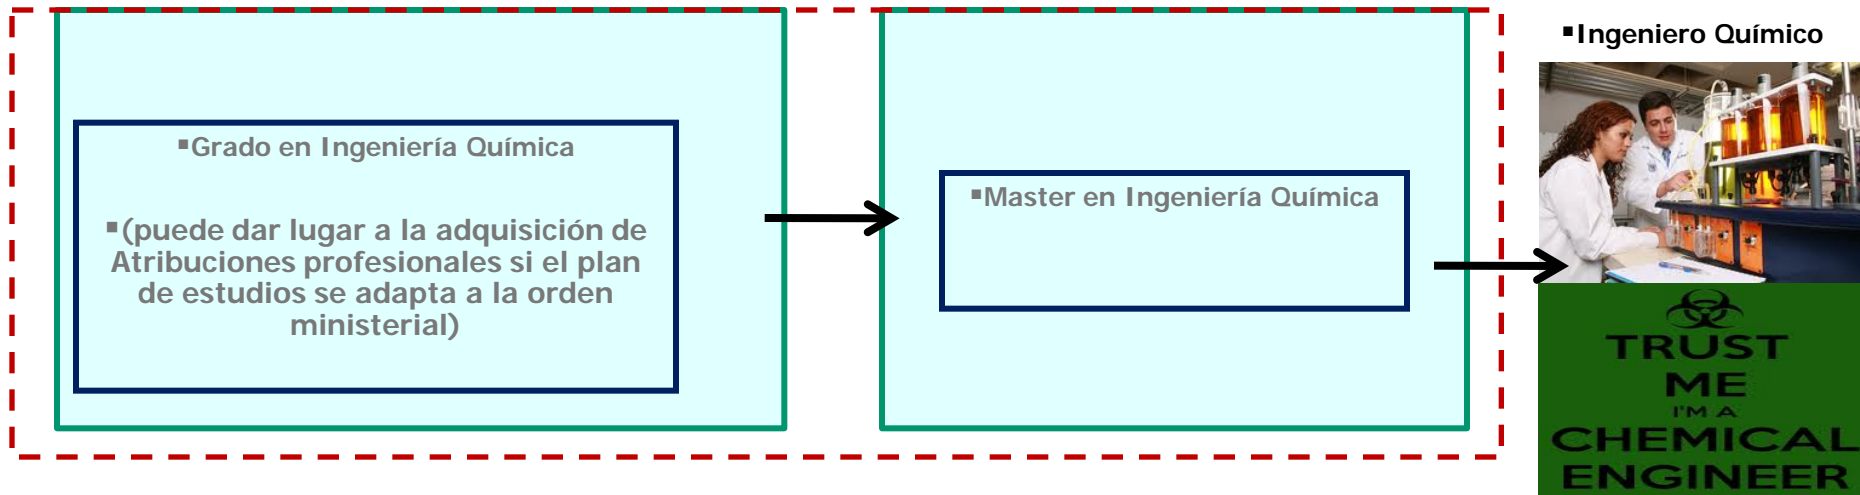 ▪Grado en Ingeniería Química
▪(puede dar lugar a la adquisición de
Atribuciones profesionales si el plan
de estudios se adapta a la orden
ministerial)
▪Master en Ingeniería Química
▪Ingeniero Químico
TRUST
ME
I'M A
CHEMICAL
ENGINEER